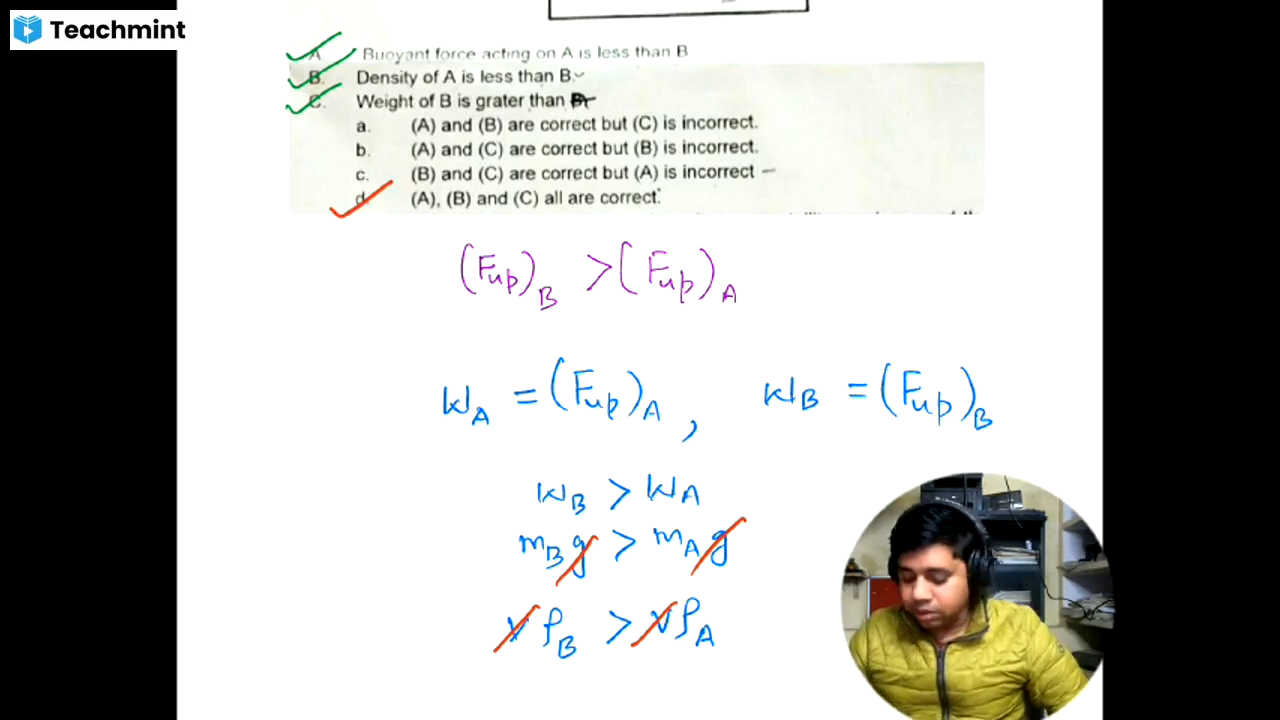 Teachmint
A Buoyant force acting on A is less than B
B. Density of A is less than B.
C. Weight of B is grater than
a. (A) and (B) are correct but (C) is incorrect.
b. (A) and (C) are correct but (B) is incorrect.
c. (B) and (C) are correct but (A) is incorrect
d (A), (B) and (C) all are correct.
(Fup)B > (Fup)A
WA = (Fup)A , WB = (Fup)B
WB > WA
mBg > mAg
VρB > VρA